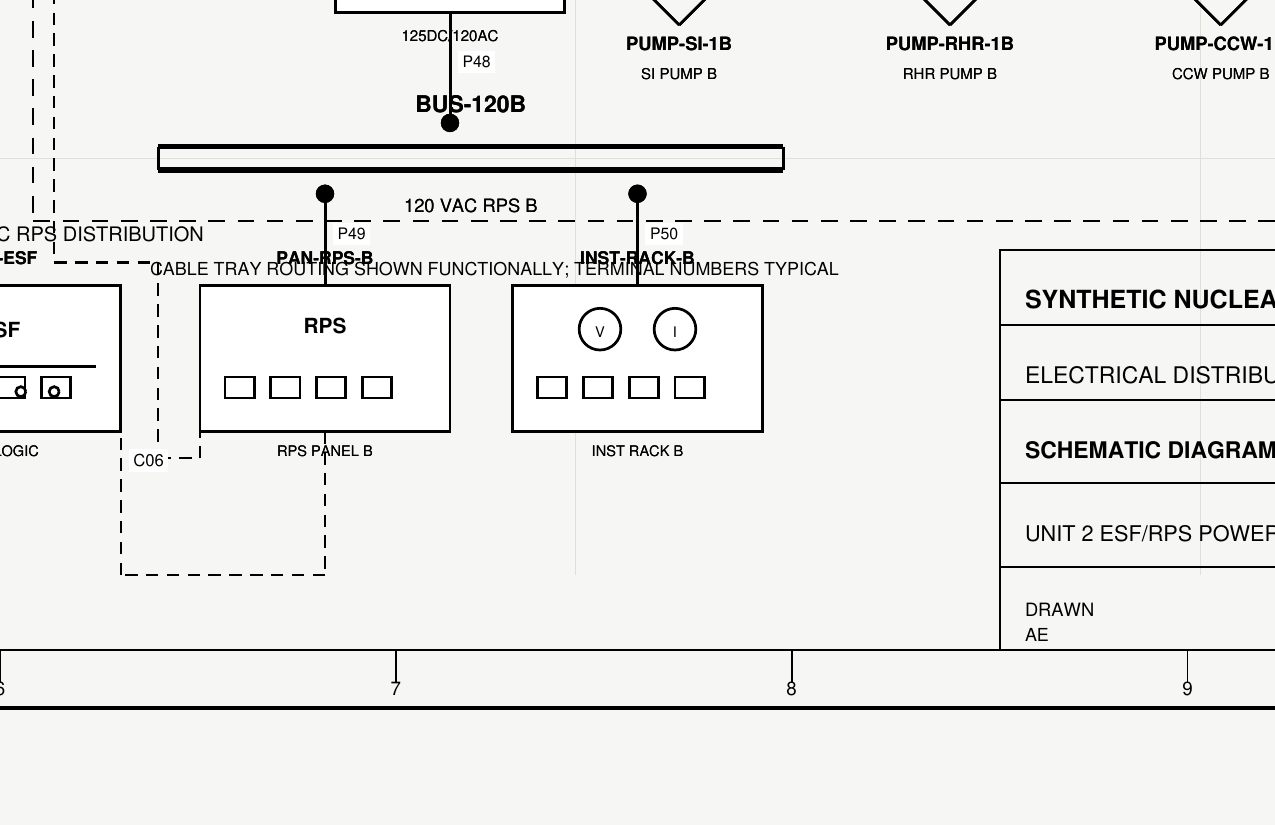 125DC/120AC
P48
BUS-120B
PUMP-SI-1B
SI PUMP B
PUMP-RHR-1B
RHR PUMP B
PUMP-CCW-1
CCW PUMP B
120 VAC RPS B
C RPS DISTRIBUTION
P49
P50
-ESF
PAN-RPS-B
INST-RACK-B
CABLE TRAY ROUTING SHOWN FUNCTIONALLY; TERMINAL NUMBERS TYPICAL
SF
RPS
V
I
LOGIC
C06
RPS PANEL B
INST RACK B
SYNTHETIC NUCLEA
ELECTRICAL DISTRIBU
SCHEMATIC DIAGRAM
UNIT 2 ESF/RPS POWER
DRAWN
AE
6
7
8
9